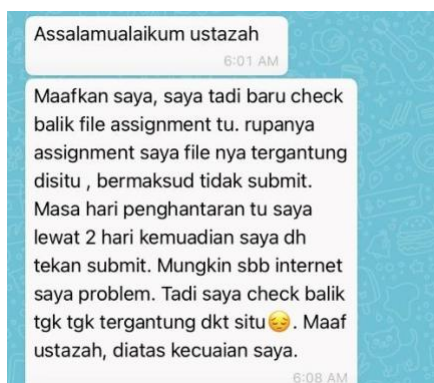 Assalamualaikum ustazah
6:01 AM
Maafkan saya, saya tadi baru check
balik file assignment tu. rupanya
assignment saya file nya tergantung
disitu , bermaksud tidak submit.
Masa hari penghantaran tu saya
lewat 2 hari kemuadian saya dh
tekan submit. Mungkin sbb internet
saya problem. Tadi saya check balik
tgk tgk tergantung dkt situ😔. Maaf
ustazah, diatas kecuaian saya.
6:08 AM